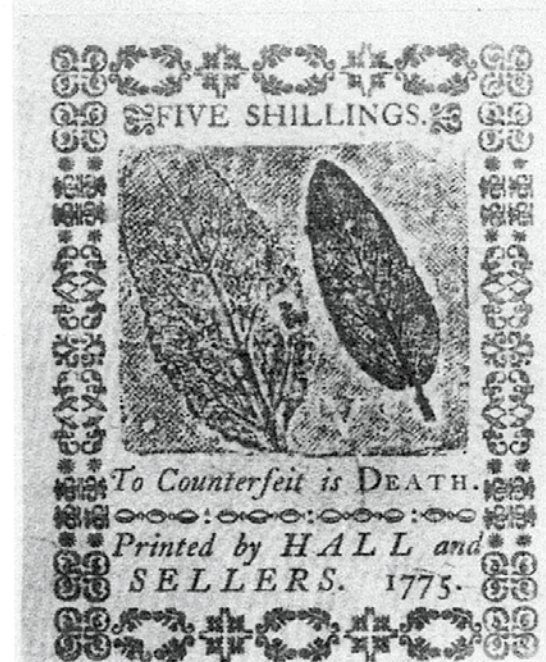 FIVE SHILLINGS.
To Counterfeit is DEATH.
Printed by HALL and
SELLERS. 1775.